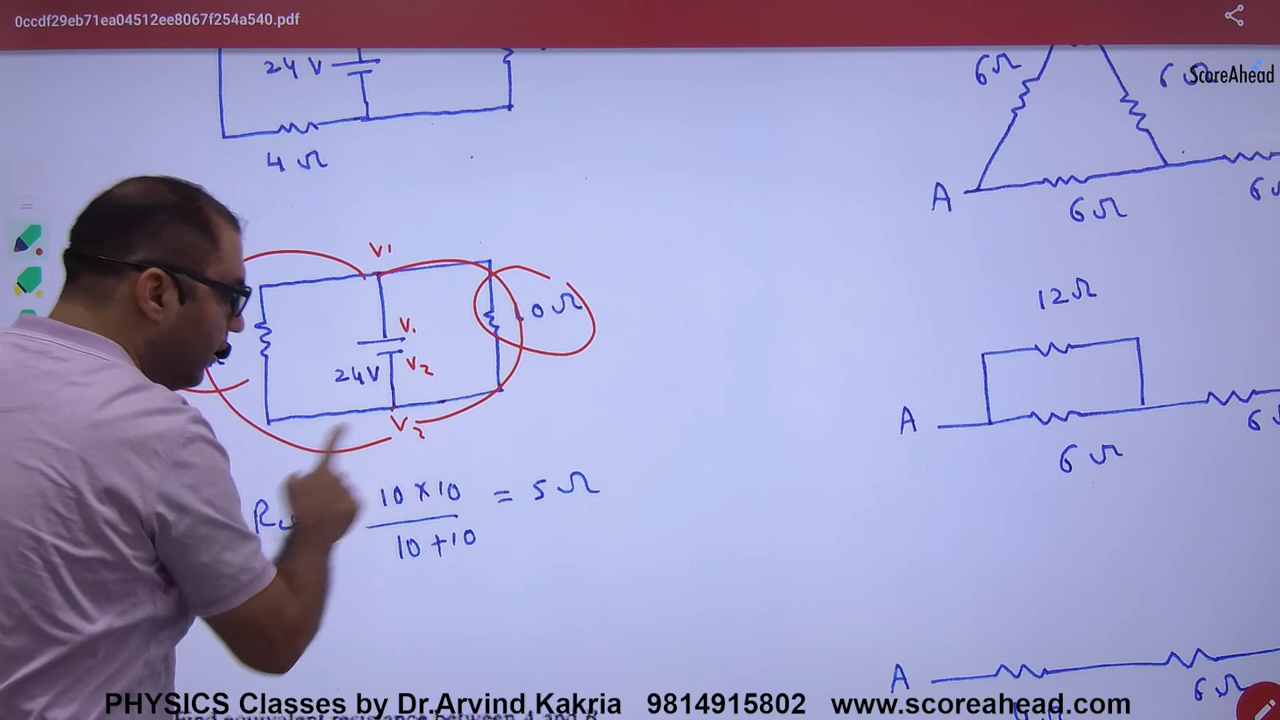 0ccdf29eb71ea04512ee8067f254a540.pdf
ScoreAhead
24 V
4 Ω
6Ω
A
6Ω
V1
V1
24V
V2
V2
10 × 10
10 + 10
= 5 Ω
12Ω
A
6 Ω
A
6Ω
PHYSICS Classes by Dr.Arvind Kakria 9814915802 www.scoreahead.com